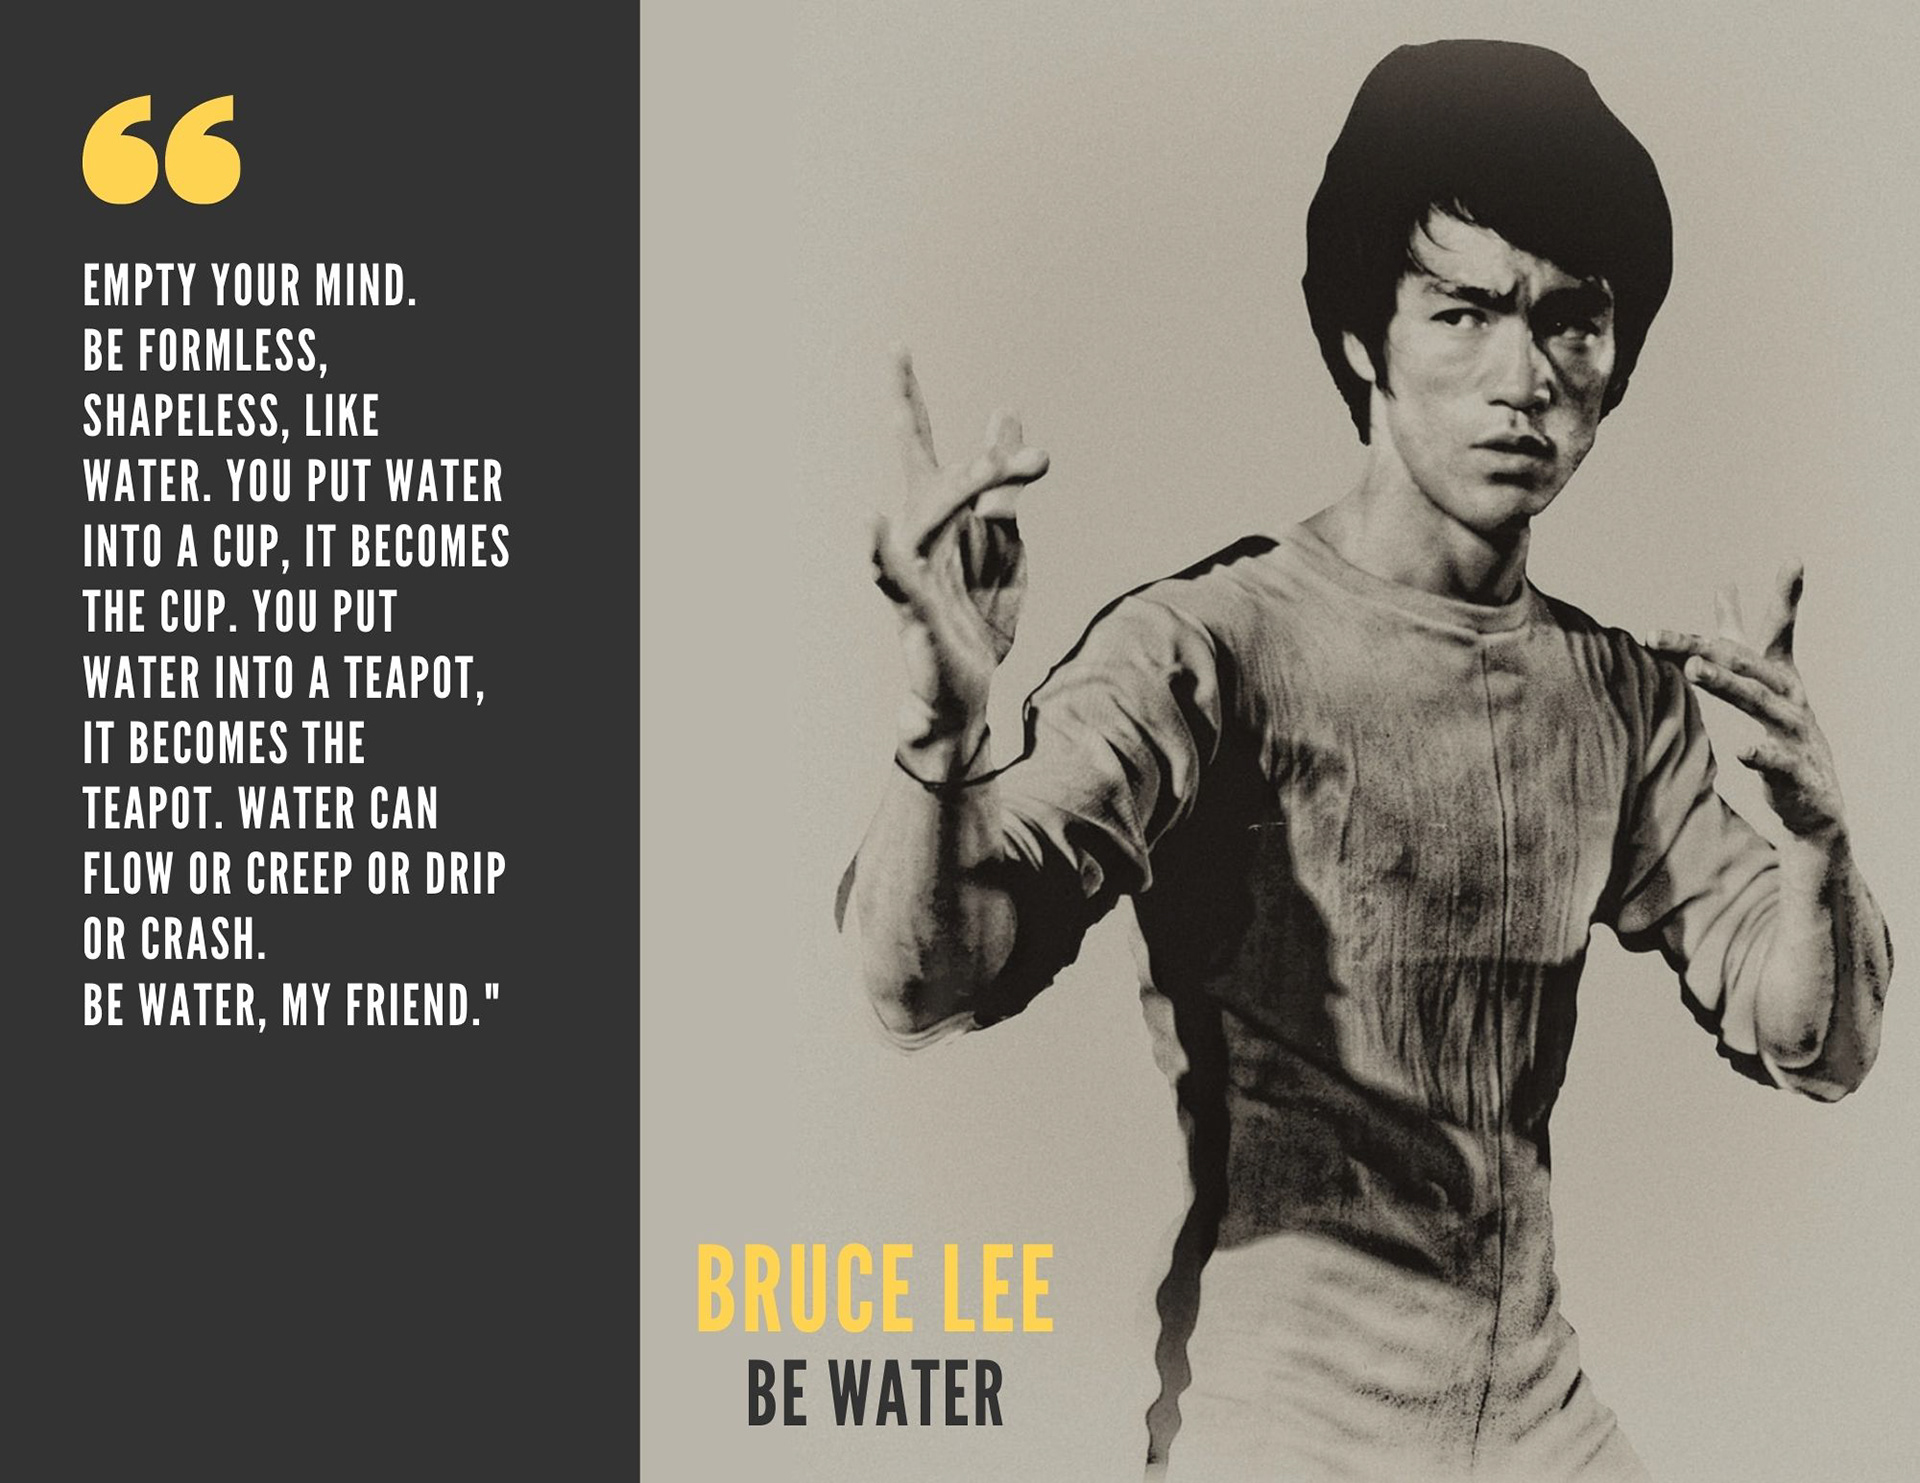 “
EMPTY YOUR MIND.
BE FORMLESS,
SHAPELESS, LIKE
WATER. YOU PUT WATER
INTO A CUP, IT BECOMES
THE CUP. YOU PUT
WATER INTO A TEAPOT,
IT BECOMES THE
TEAPOT. WATER CAN
FLOW OR CREEP OR DRIP
OR CRASH.
BE WATER, MY FRIEND."
BRUCE LEE
BE WATER